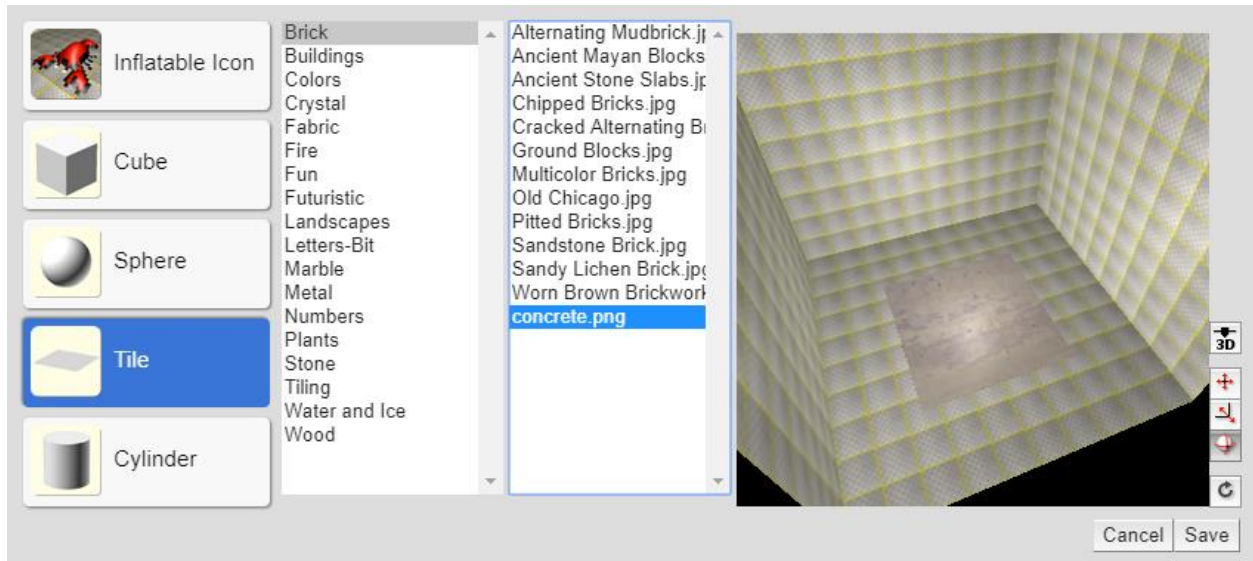 Inflatable Icon
Cube
Sphere
Tile
Cylinder
Brick
Buildings
Colors
Crystal
Fabric
Fire
Fun
Futuristic
Landscapes
Letters-Bit
Marble
Metal
Numbers
Plants
Stone
Tiling
Water and Ice
Wood
Alternating Mudbrick.j
Ancient Mayan Blocks
Ancient Stone Slabs.jp
Chipped Bricks.jpg
Cracked Alternating Br
Ground Blocks.jpg
Multicolor Bricks.jpg
Old Chicago.jpg
Pitted Bricks.jpg
Sandstone Brick.jpg
Sandy Lichen Brick.jpg
Worn Brown Brickwork
concrete.png
3D
Cancel
Save